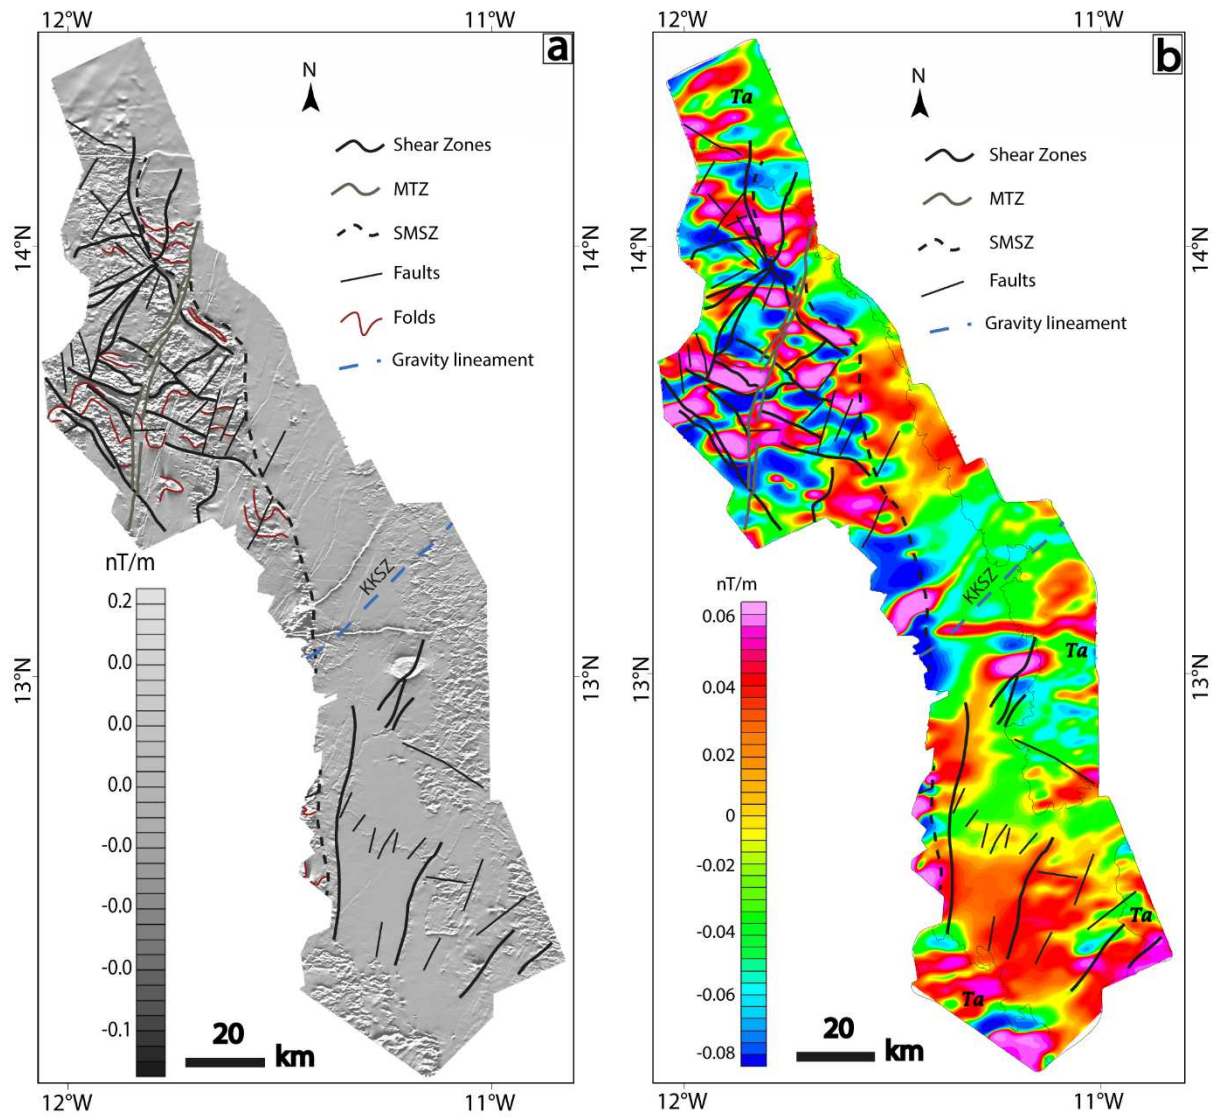 12°W
11°W
a
N
Shear Zones
MTZ
SMSZ
14°N
14°N
Faults
Folds
Gravity lineament
KKSZ
nT/m
0.2
0.0
0.0
0.0
-0.0
-0.0
-0.0
-0.1
13°N
13°N
20
km
12°W
11°W
12°W
11°W
b
N
Ta
Shear Zones
MTZ
SMSZ
14°N
Faults
Gravity lineament
KKSZ
nT/m
0.06
0.04
0.02
0
-0.02
-0.04
-0.06
-0.08
Ta
13°N
Ta
Ta
20
km
12°W
11°W